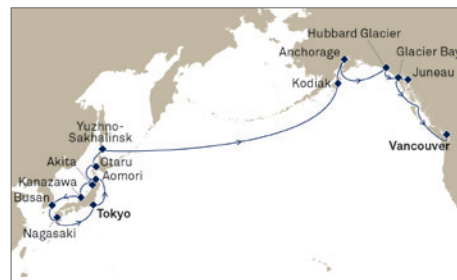 Hubbard Glacier
Glacier Bay
Anchorage
Juneau
Kodiak
Yuzhno-
Sakhalinsk
Akita
Otaru
Aomori
Kanazawa
Busan
Tokyo
Nagasaki
Vancouver